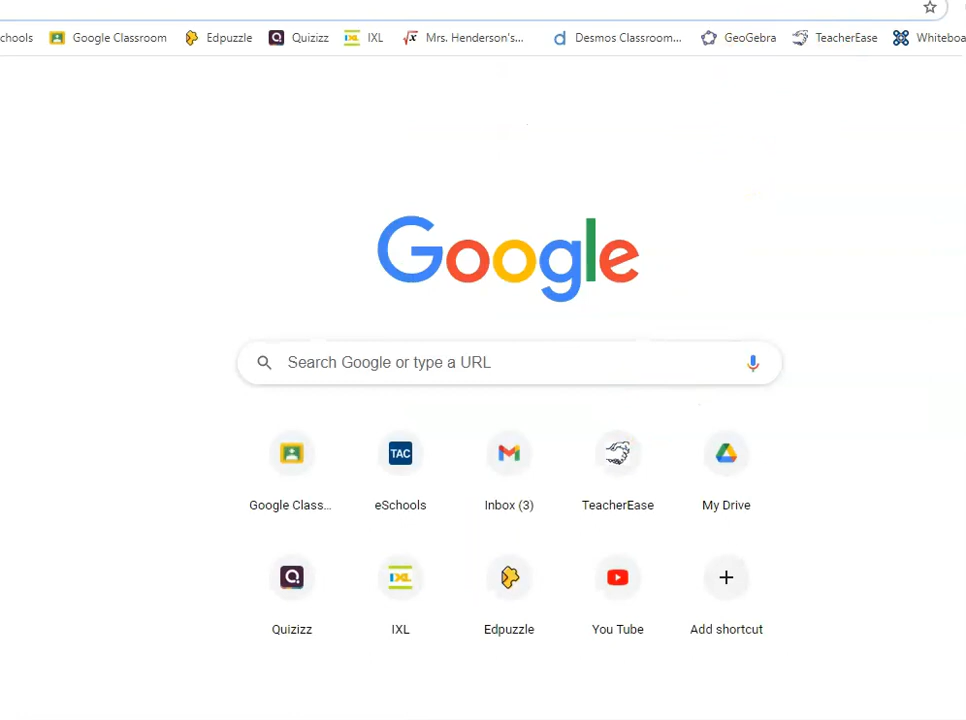 chools Google Classroom Edpuzzle Quizizz IXL Mrs. Henderson's... Desmos Classroom... GeoGebra TeacherEase Whiteboa
Google
Search Google or type a URL
TAC
Google Class... eSchools Inbox (3) TeacherEase My Drive
IXL
Quizizz IXL Edpuzzle You Tube Add shortcut